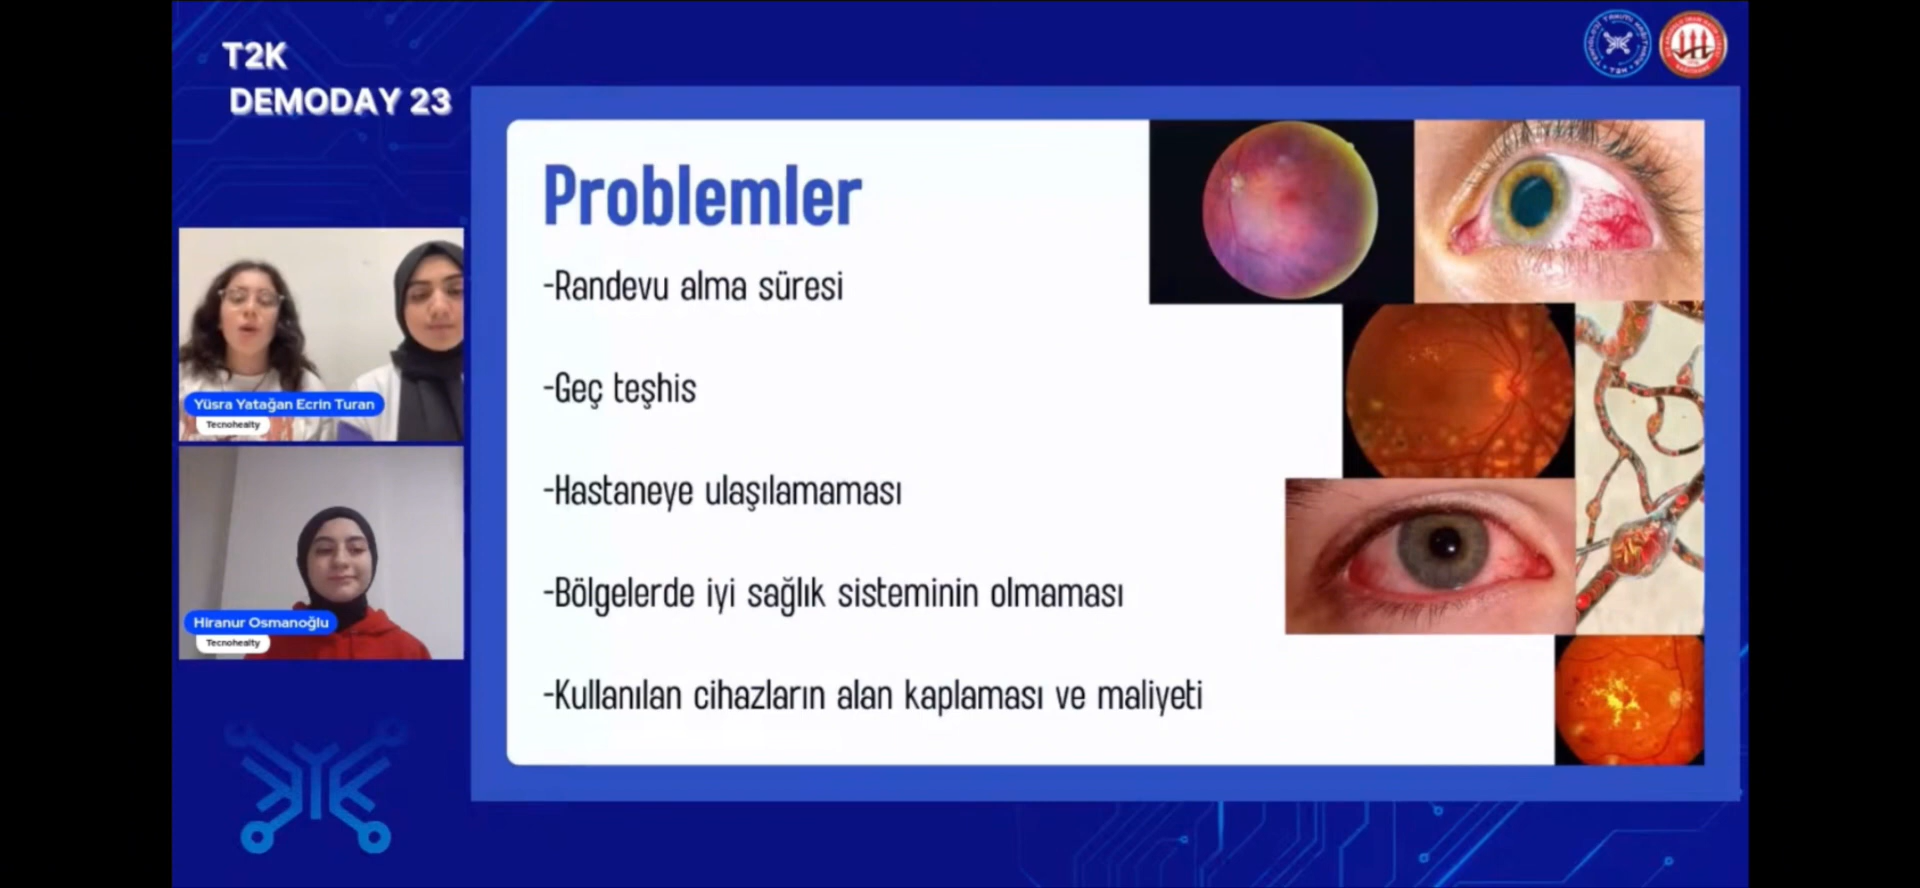 T2K
DEMODAY 23
Problemler
-Randevu alma süresi
-Geç teşhis
-Hastaneye ulaşılamaması
-Bölgelerde iyi sağlık sisteminin olmaması
-Kullanılan cihazların alan kaplaması ve maliyeti
Yüsra Yatağan Ecrin Turan
Tecnohealty
Hiranur Osmanoğlu
Tecnohealty